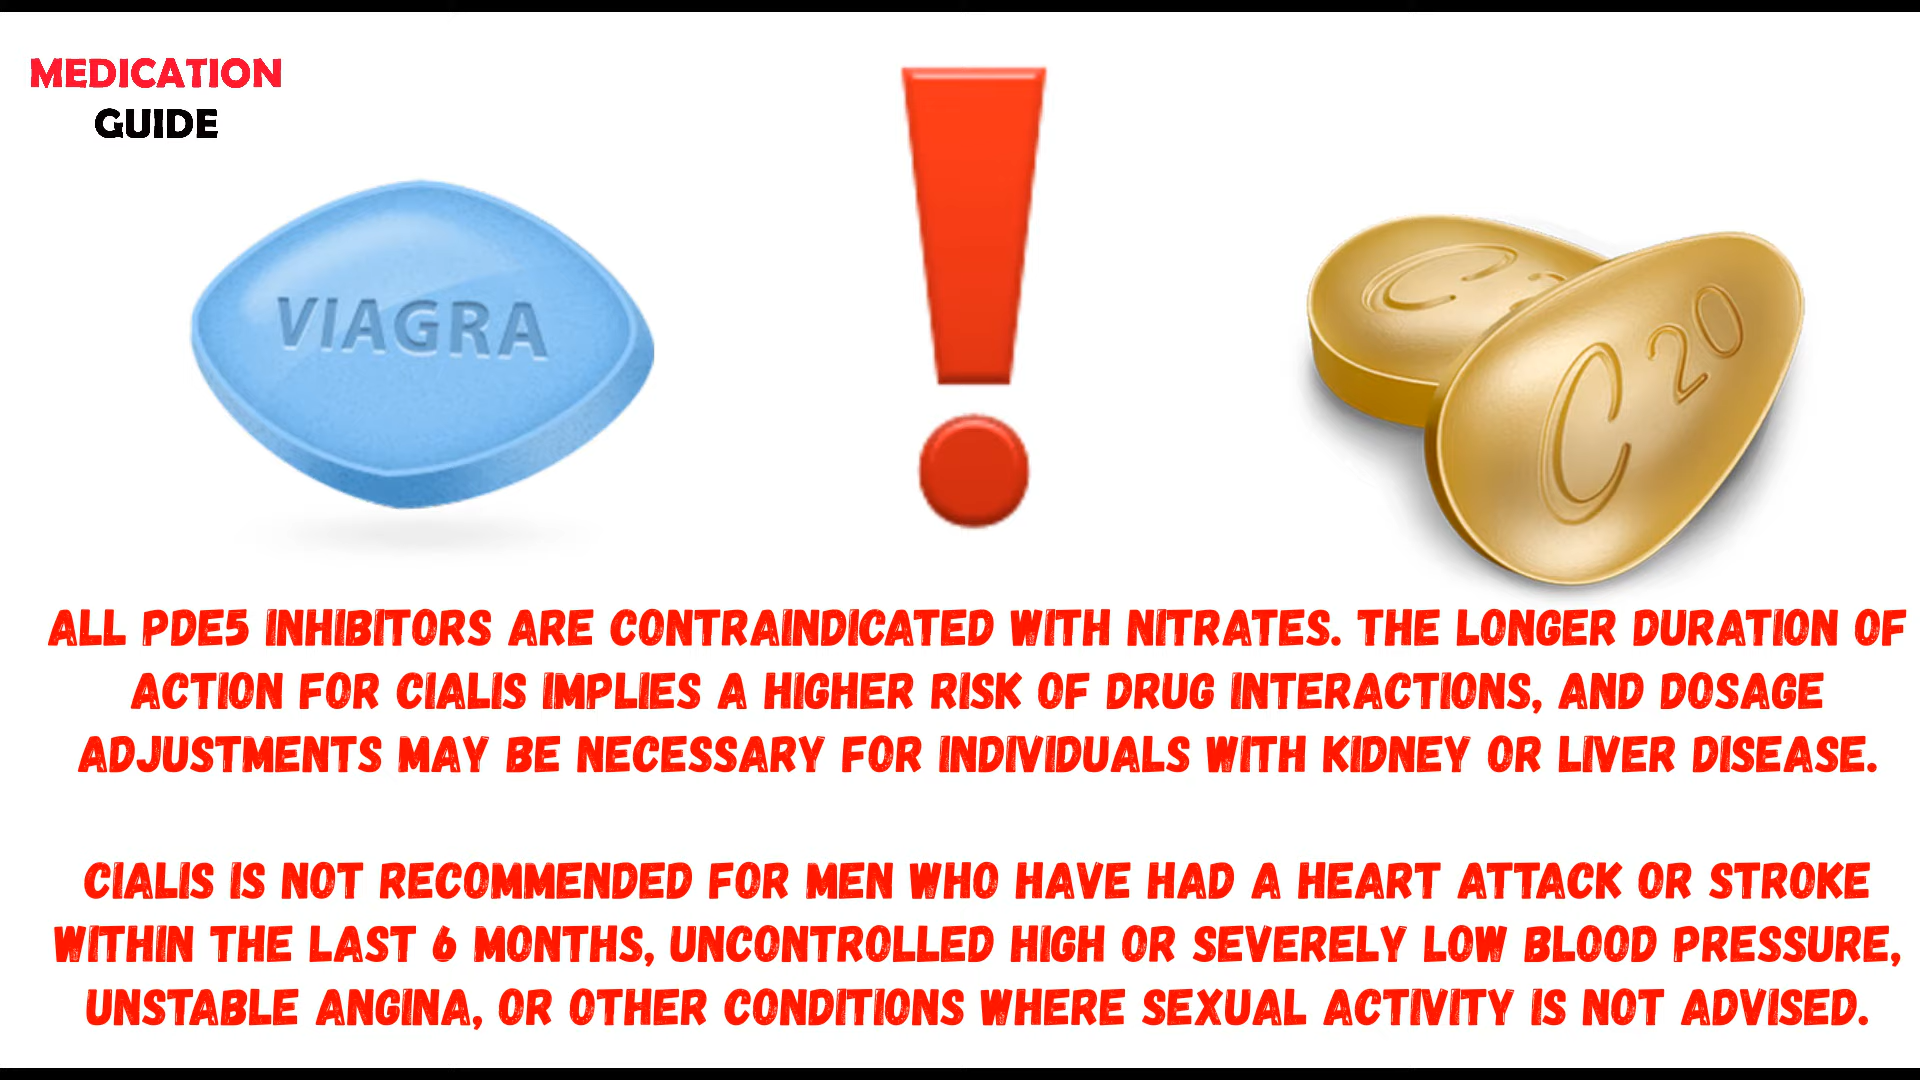 MEDICATION
GUIDE
VIAGRA
C 2
C 20
ALL PDE5 INHIBITORS ARE CONTRAINDICATED WITH NITRATES. THE LONGER DURATION OF
ACTION FOR CIALIS IMPLIES A HIGHER RISK OF DRUG INTERACTIONS, AND DOSAGE
ADJUSTMENTS MAY BE NECESSARY FOR INDIVIDUALS WITH KIDNEY OR LIVER DISEASE.
CIALIS IS NOT RECOMMENDED FOR MEN WHO HAVE HAD A HEART ATTACK OR STROKE
WITHIN THE LAST 6 MONTHS, UNCONTROLLED HIGH OR SEVERELY LOW BLOOD PRESSURE,
UNSTABLE ANGINA, OR OTHER CONDITIONS WHERE SEXUAL ACTIVITY IS NOT ADVISED.